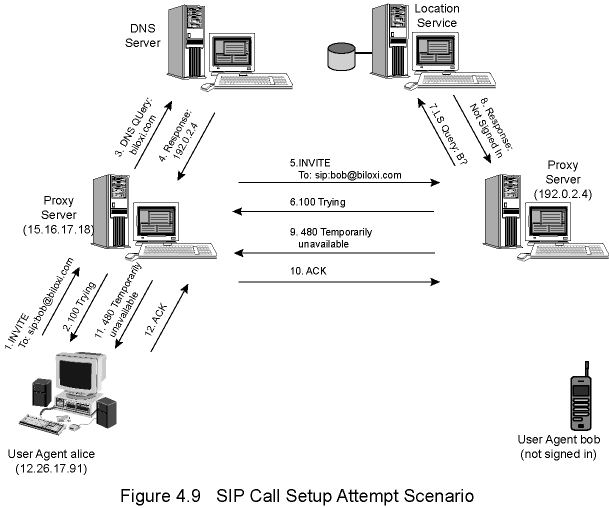 DNS
Server
Location
Service
3. DNS QUery:
biloxi.com
4. Response:
192.0.2.4
7. LS Query: B?
8. Response:
Not Signed In
5.INVITE
To: sip:bob@biloxi.com
Proxy
Server
(192.0.2.4)
6.100 Trying
Proxy
Server
(15.16.17.18)
9. 480 Temporarily
unavailable
10. ACK
1.INVITE
To: sip:bob@biloxi.com
2.100 Trying
11. 480 Temporarily
unavailable
12. ACK
User Agent alice
(12.26.17.91)
User Agent bob
(not signed in)
Figure 4.9 SIP Call Setup Attempt Scenario